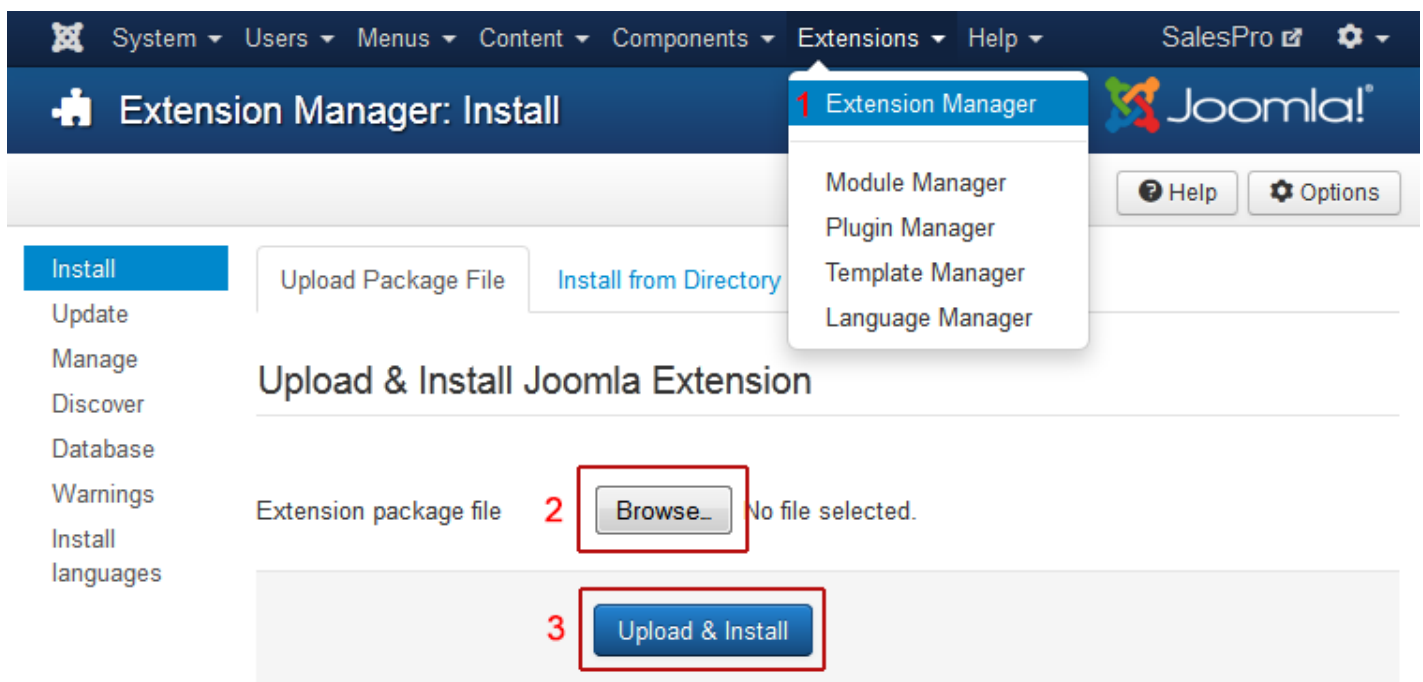 System Users Menus Content Components Extensions Help SalesPro
Extension Manager: Install
1 Extension Manager
Joomla!®
Module Manager
Plugin Manager
Template Manager
Language Manager
Help Options
Install
Update
Manage
Discover
Database
Warnings
Install
languages
Upload Package File Install from Directory
Upload & Install Joomla Extension
Extension package file 2 Browse… No file selected.
3 Upload & Install